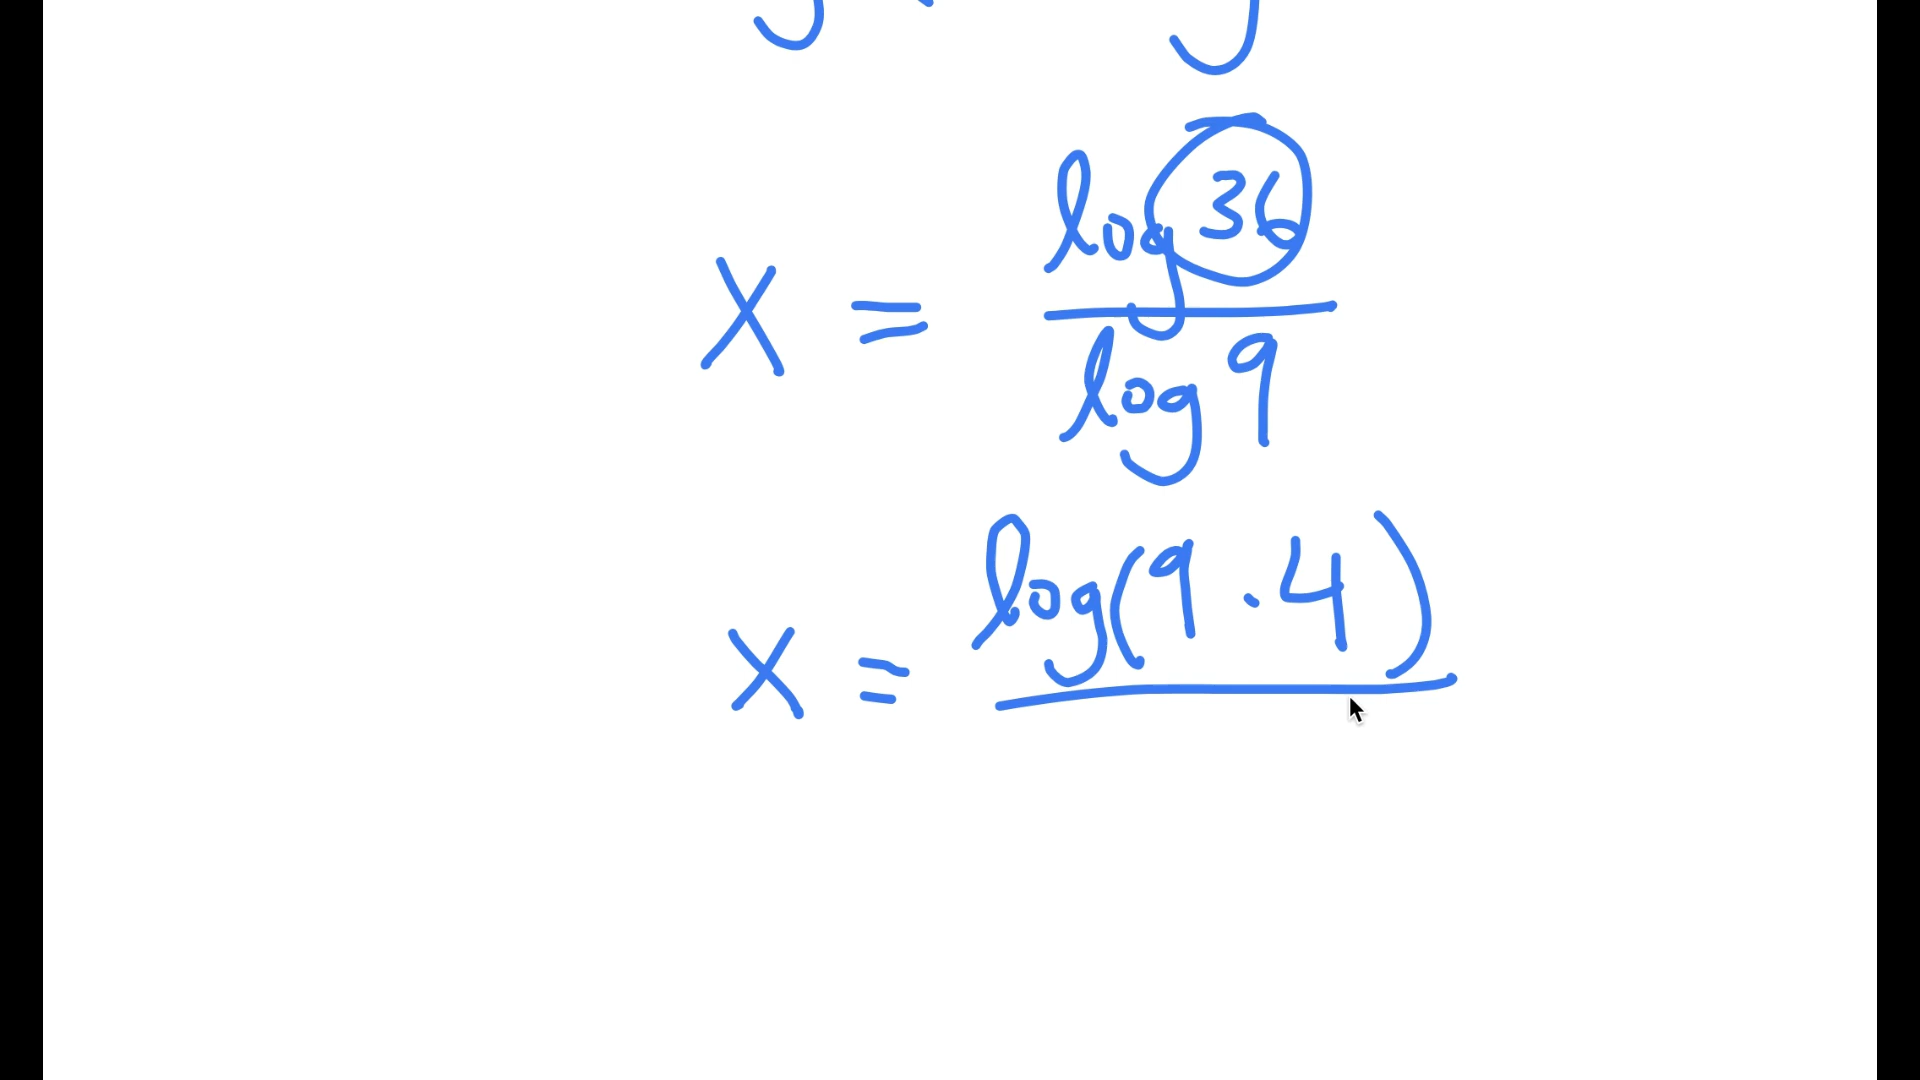 x = log 36 / log 9
x = log(9 · 4)